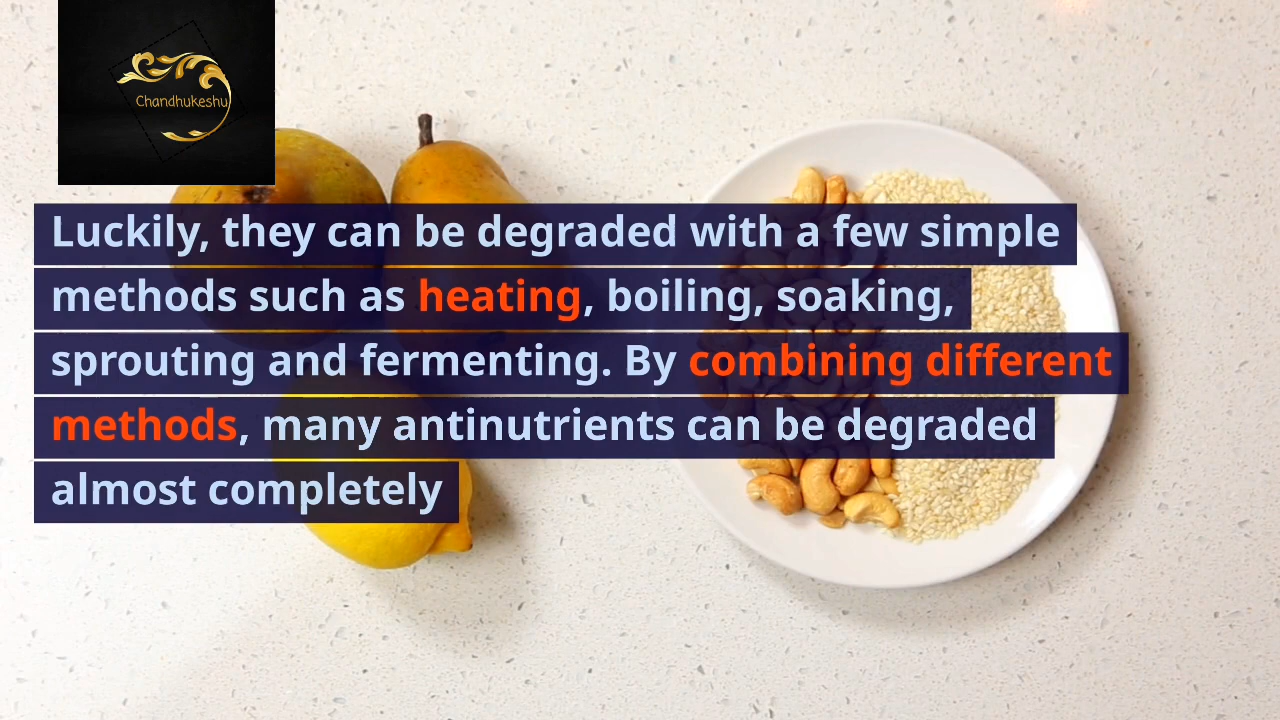 Chandhukeshu
Luckily, they can be degraded with a few simple
methods such as heating, boiling, soaking,
sprouting and fermenting. By combining different
methods, many antinutrients can be degraded
almost completely